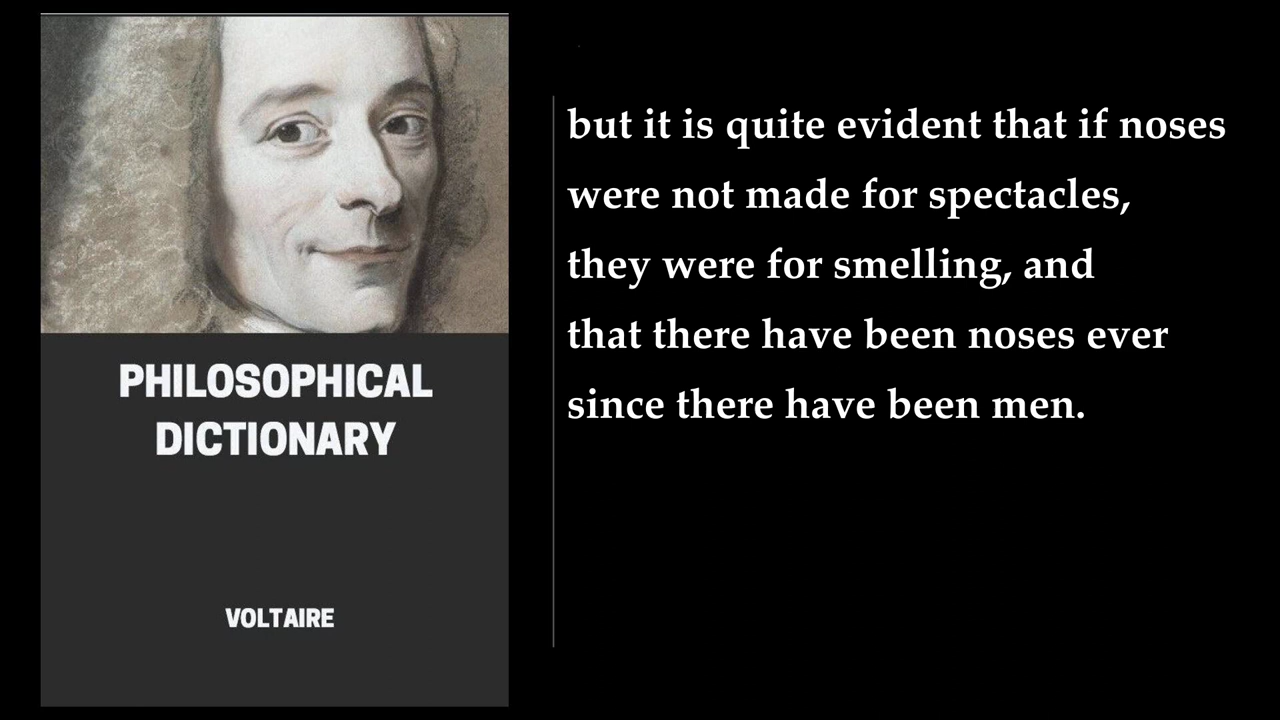 PHILOSOPHICAL
DICTIONARY
VOLTAIRE
but it is quite evident that if noses
were not made for spectacles,
they were for smelling, and
that there have been noses ever
since there have been men.